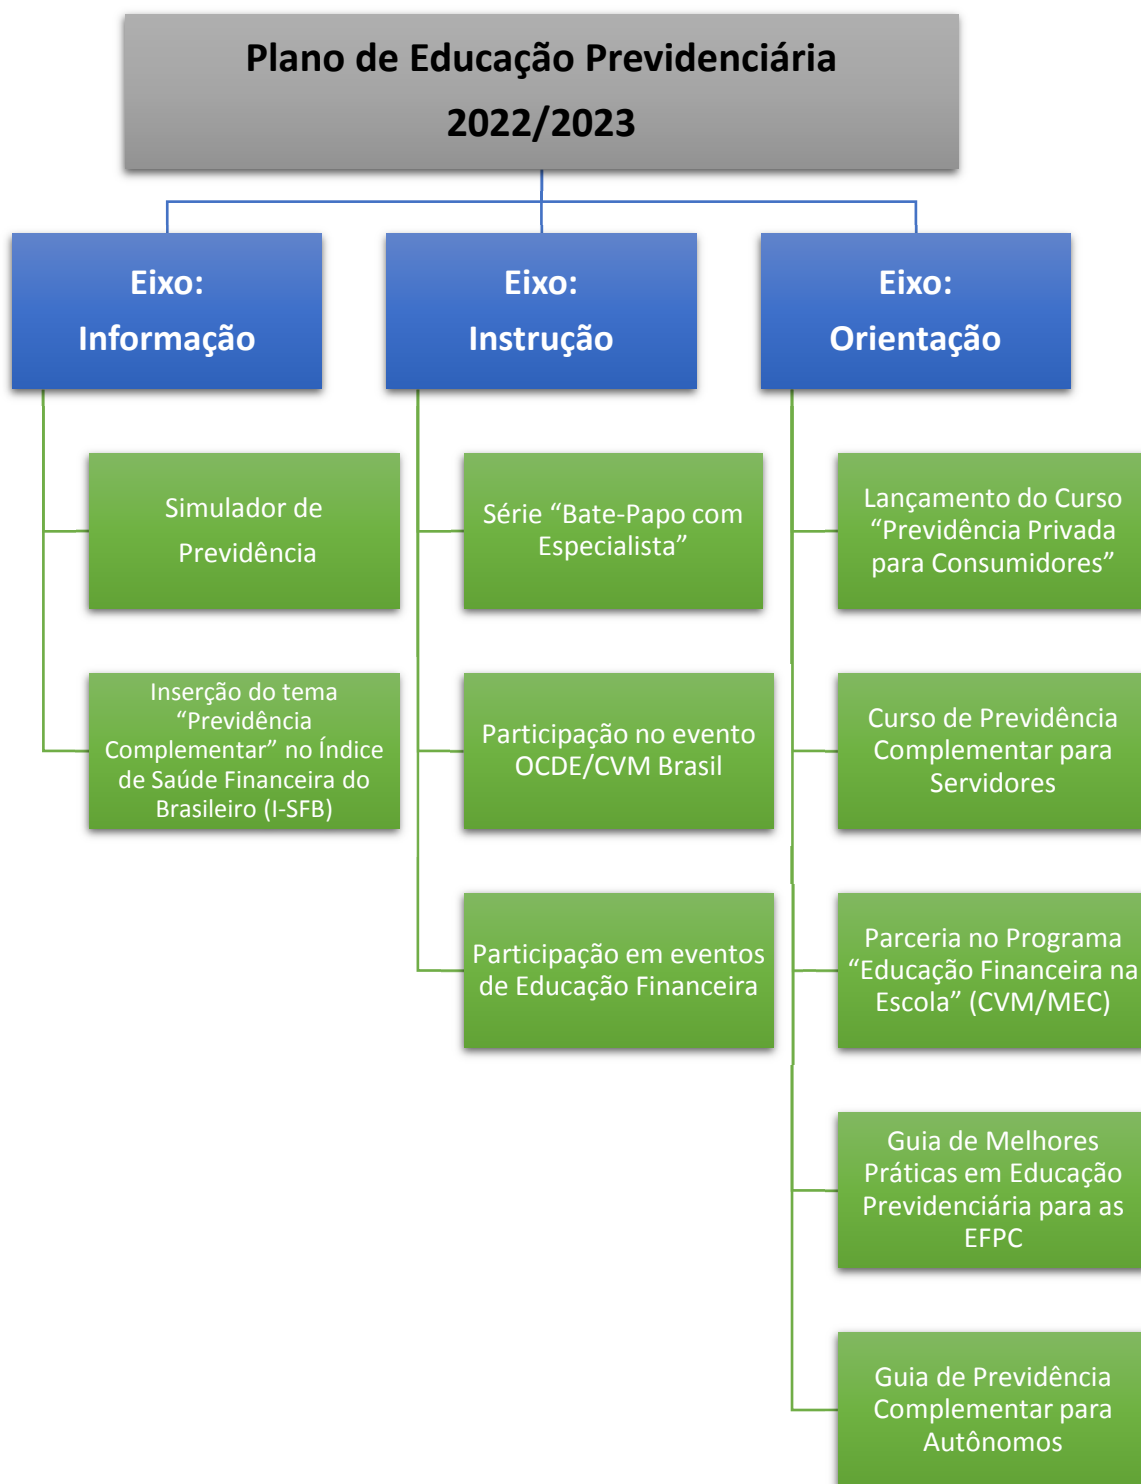 Plano de Educação Previdenciária
2022/2023
Eixo:
Informação
Simulador de
Previdência
Inserção do tema
“Previdência
Complementar” no Índice
de Saúde Financeira do
Brasileiro (I-SFB)
Eixo:
Instrução
Série “Bate-Papo com
Especialista”
Participação no evento
OCDE/CVM Brasil
Participação em eventos
de Educação Financeira
Eixo:
Orientação
Lançamento do Curso
“Previdência Privada
para Consumidores”
Curso de Previdência
Complementar para
Servidores
Parceria no Programa
“Educação Financeira na
Escola” (CVM/MEC)
Guia de Melhores
Práticas em Educação
Previdenciária para as
EFPC
Guia de Previdência
Complementar para
Autônomos